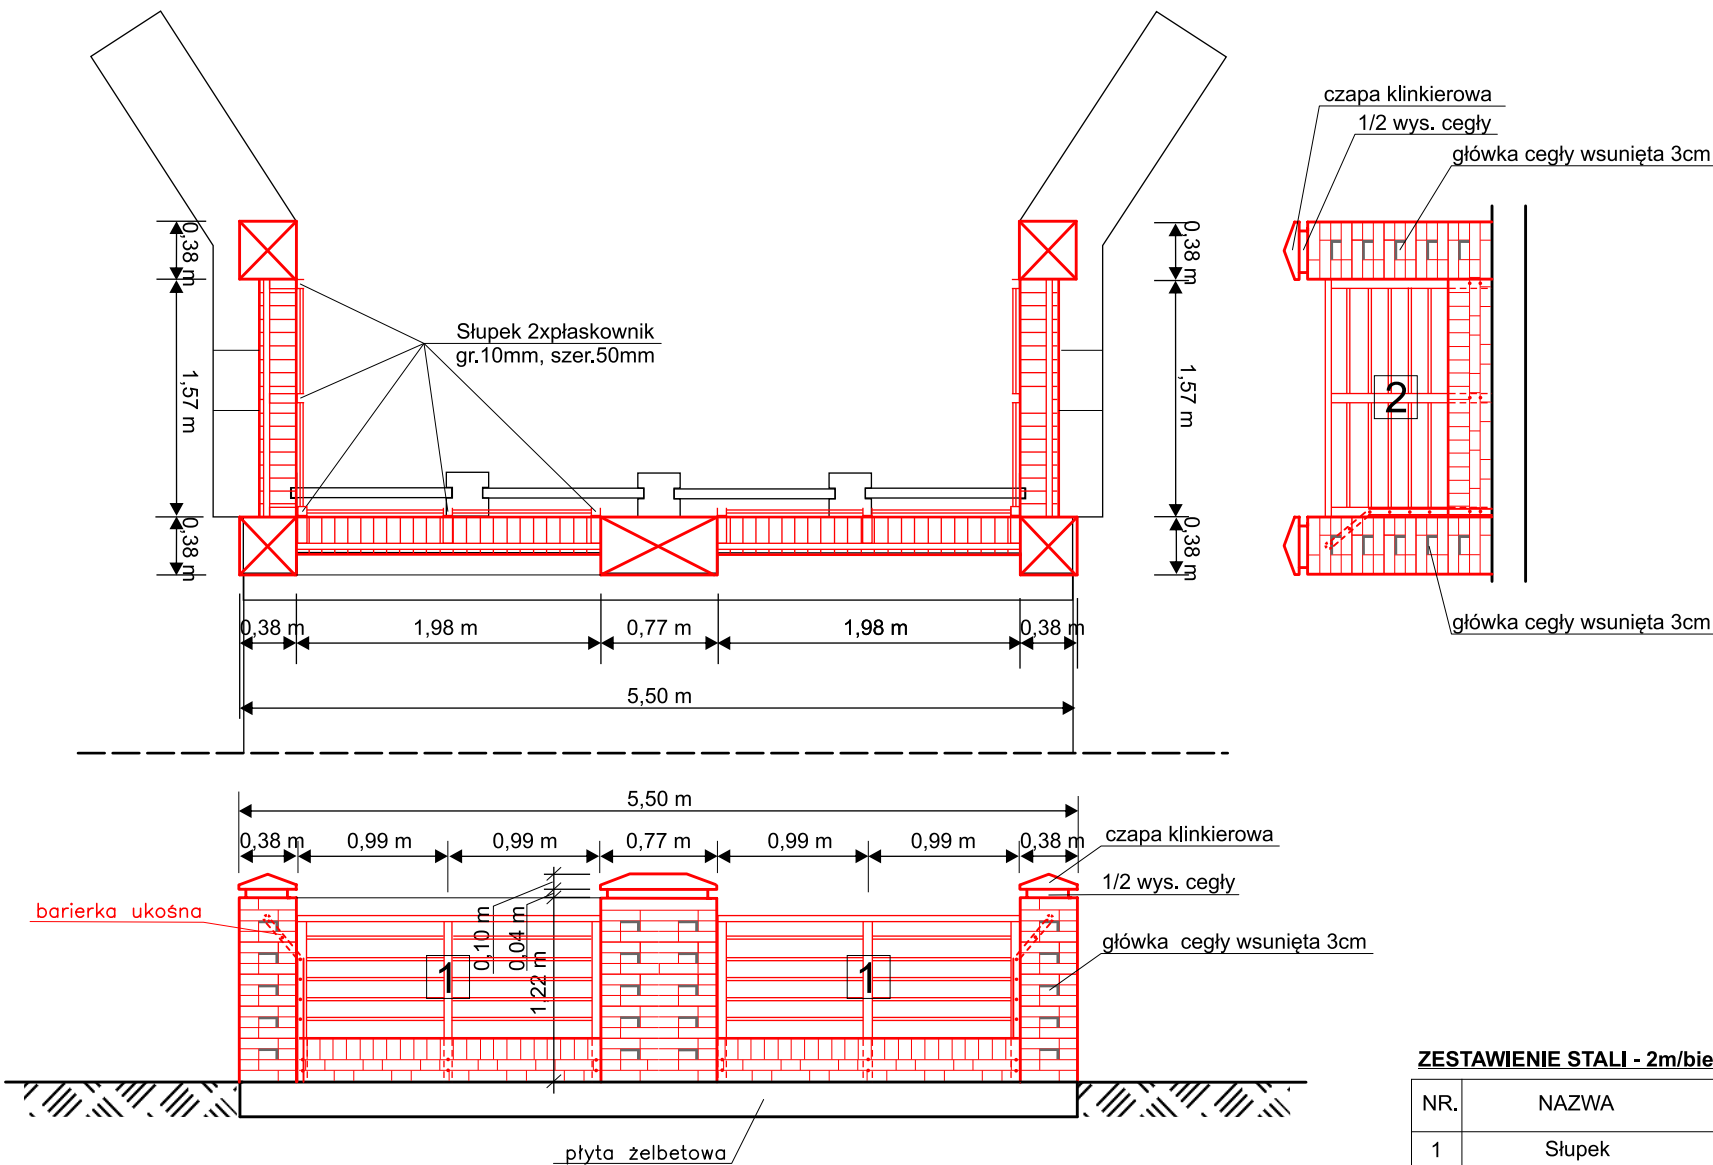 czapa klinkierowa
1/2 wys. cegły
główka cegły wsunięta 3cm
0,38 m
0,38 m
0,38 m
Słupek 2xpłaskownik
gr.10mm, szer.50mm
1,57 m
1,57 m
2
0,38 m
0,38 m
główka cegły wsunięta 3cm
0,38 m
1,98 m
0,77 m
1,98 m
0,38 m
5,50 m
5,50 m
0,38 m
0,99 m
0,99 m
0,77 m
0,99 m
0,99 m
0,38 m
czapa klinkierowa
1/2 wys. cegły
barierka ukośna
0,10 m
0,04 m
1,22 m
główka cegły wsunięta 3cm
1
1
ZESTAWIENIE STALI - 2m/bie
NR. NAZWA
1 Słupek
płyta żelbetowa